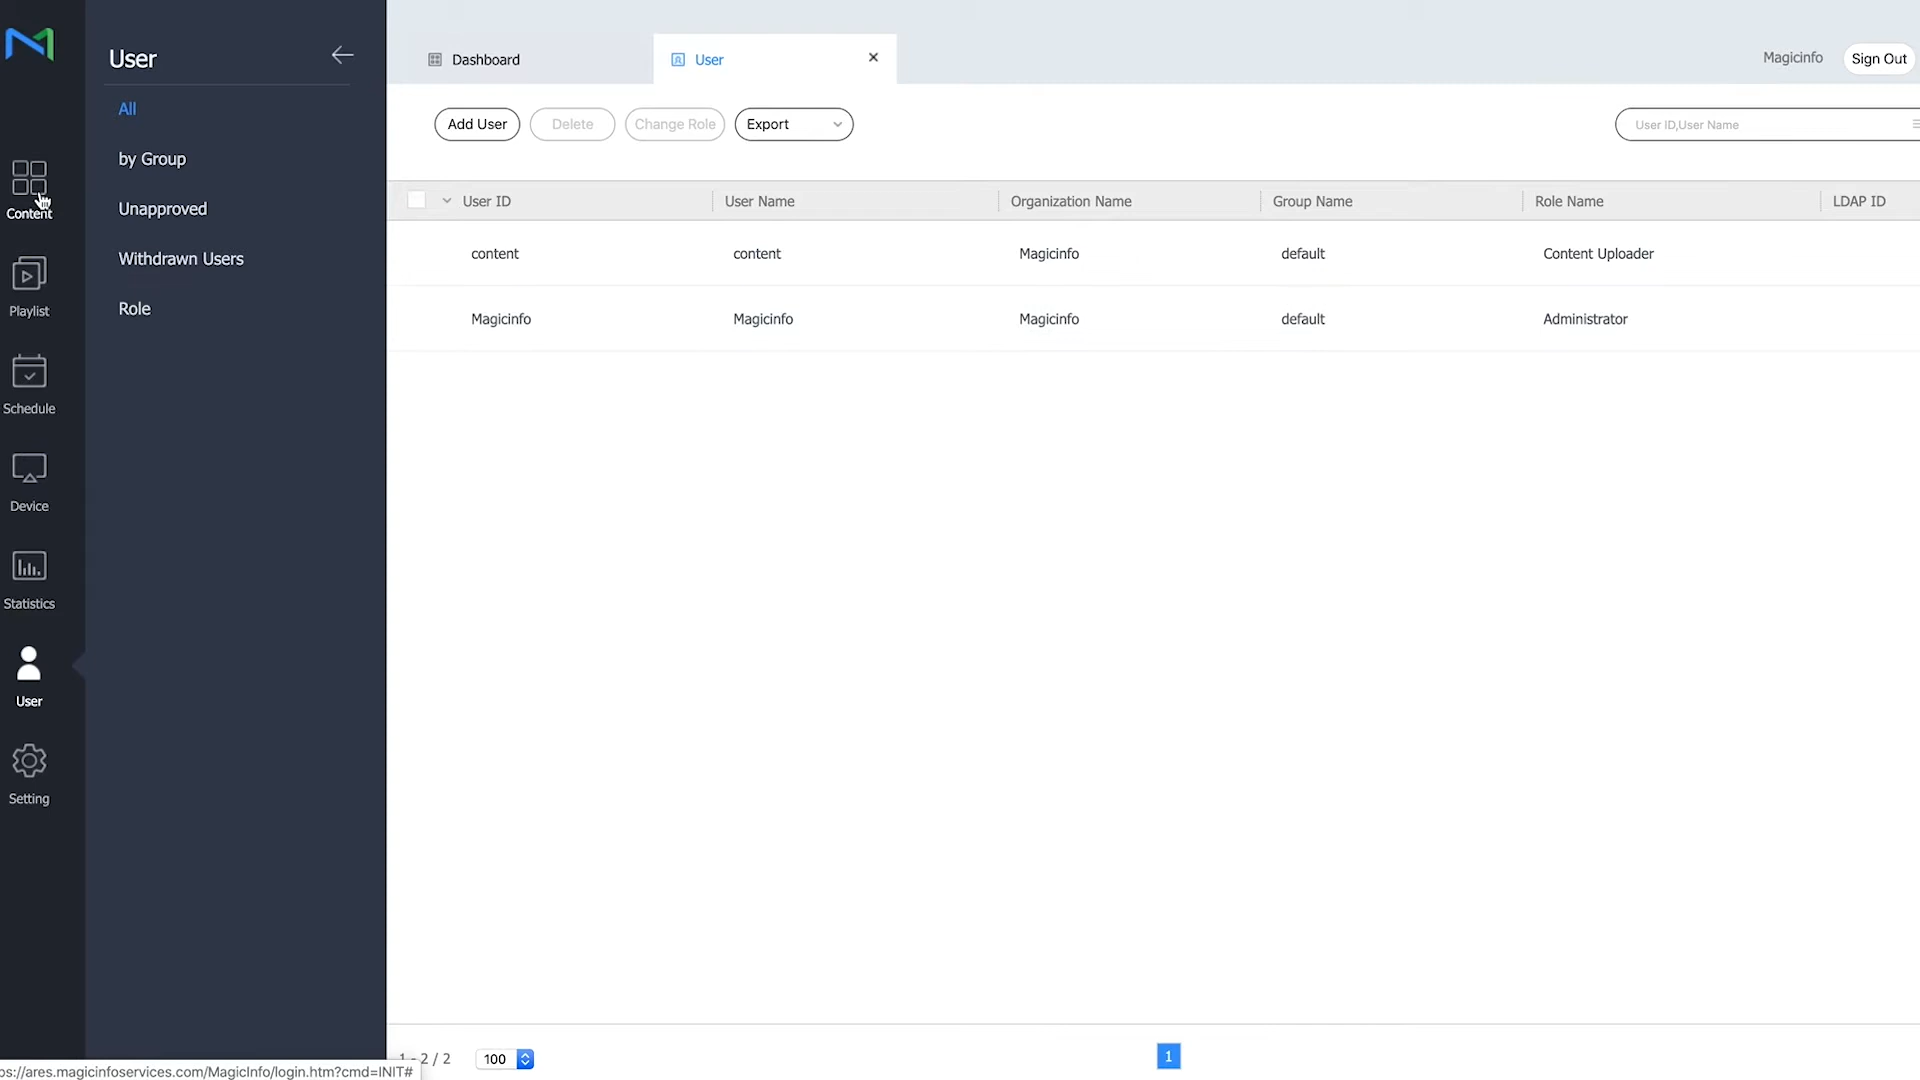 User
All
by Group
Unapproved
Withdrawn Users
Role
Content
Playlist
Schedule
Device
Statistics
User
Setting
Dashboard
User
Magicinfo
Sign Out
Add User
Delete
Change Role
Export
User ID,User Name
User ID User Name Organization Name Group Name Role Name LDAP ID
content content Magicinfo default Content Uploader
Magicinfo Magicinfo Magicinfo default Administrator
1 - 2 / 2
100
1
ps://ares.magicinfoservices.com/MagicInfo/login.htm?cmd=INIT#